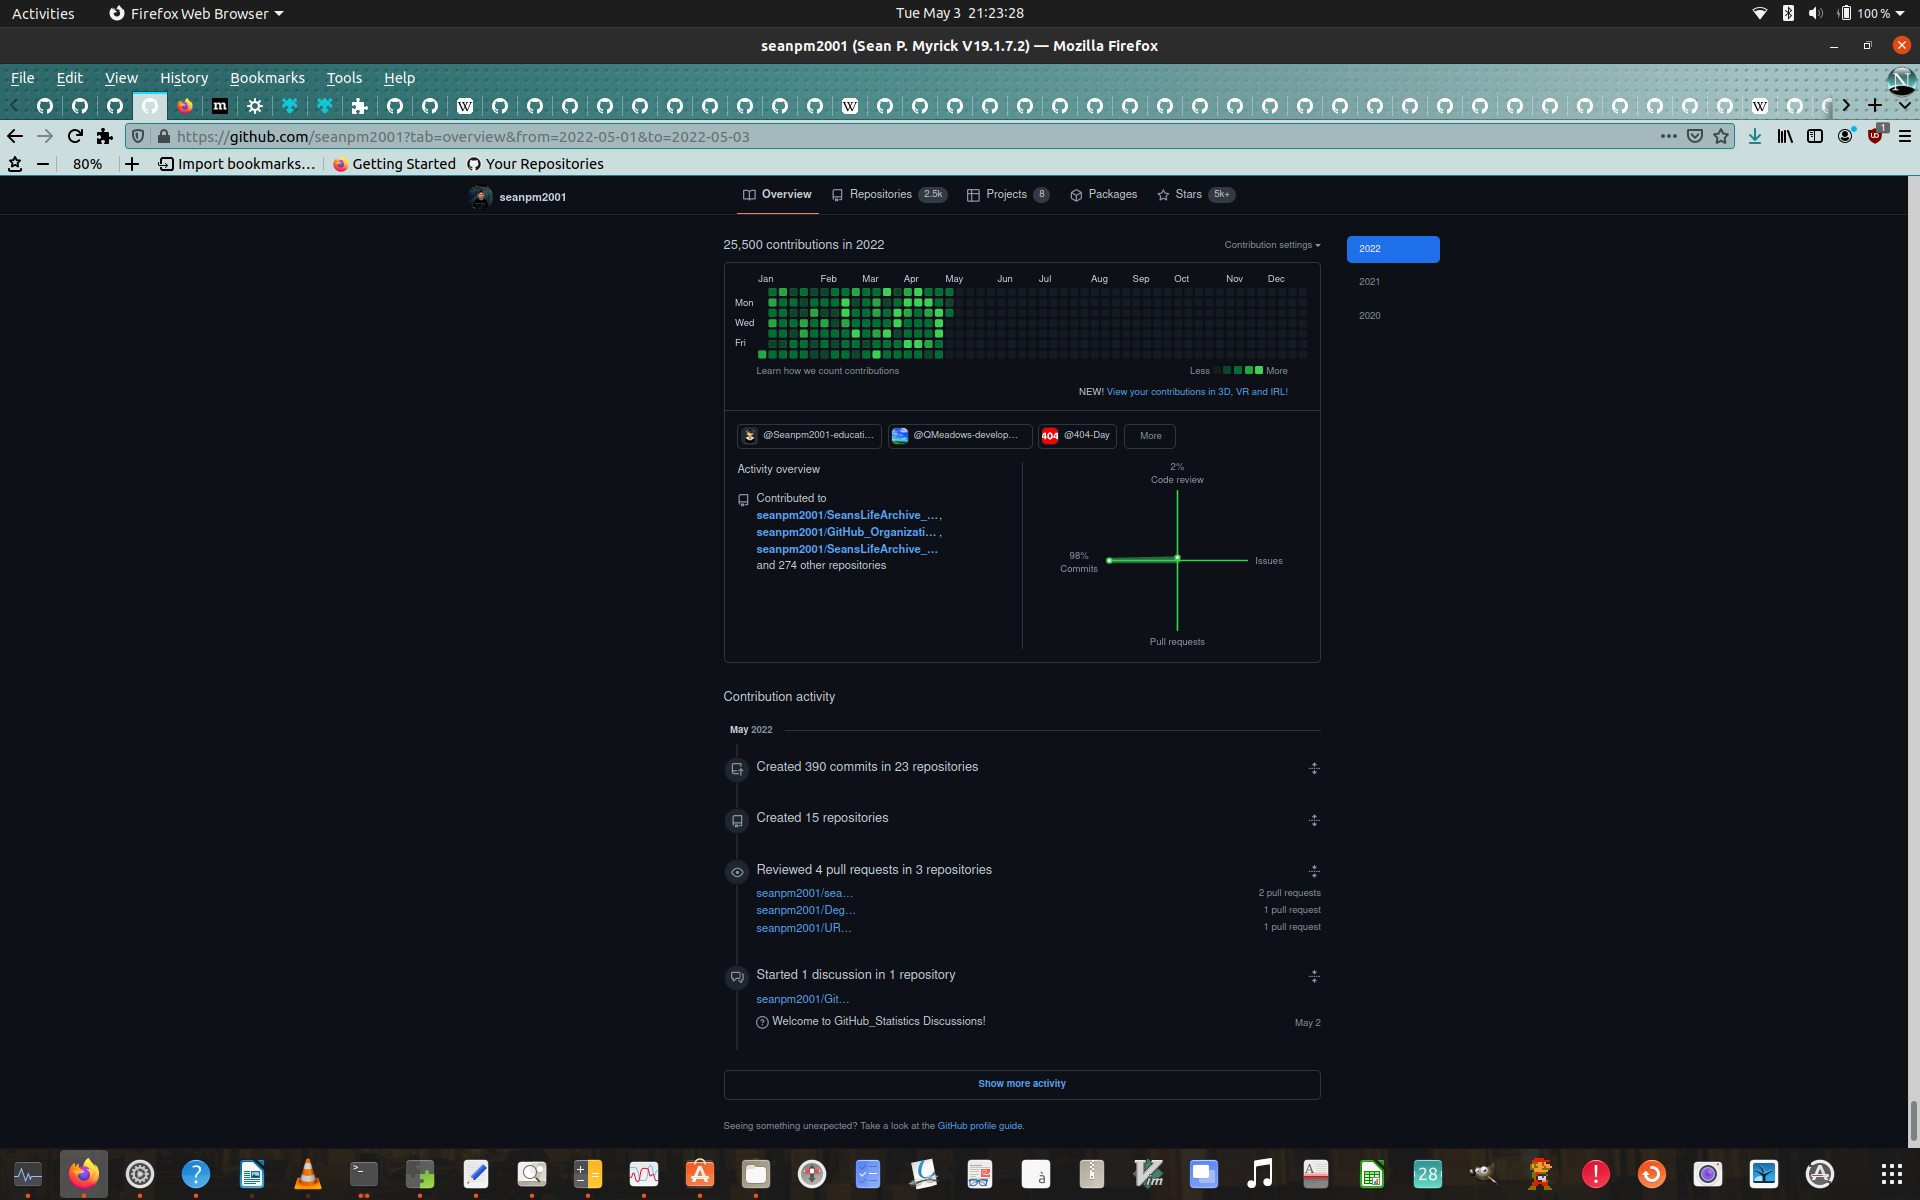 Activities
Firefox Web Browser
Tue May 3 21:23:28
100 %
seanpm2001 (Sean P. Myrick V19.1.7.2) — Mozilla Firefox
File Edit View History Bookmarks Tools Help
https://github.com/seanpm2001?tab=overview&from=2022-05-01&to=2022-05-03
80%
Import bookmarks...
Getting Started
Your Repositories
seanpm2001
Overview
Repositories 2.5k
Projects 8
Packages
Stars 5k+
25,500 contributions in 2022
Contribution settings
2022
2021
2020
Jan Feb Mar Apr May Jun Jul Aug Sep Oct Nov Dec
Mon
Wed
Fri
Learn how we count contributions
Less More
NEW! View your contributions in 3D, VR and IRL!
@Seanpm2001-educati...
@QMeadows-develop...
404 @404-Day
More
Activity overview
Contributed to
seanpm2001/SeansLifeArchive_... ,
seanpm2001/GitHub_Organizati... ,
seanpm2001/SeansLifeArchive_...
and 274 other repositories
2%
Code review
98%
Commits
Issues
Pull requests
Contribution activity
May 2022
Created 390 commits in 23 repositories
Created 15 repositories
Reviewed 4 pull requests in 3 repositories
seanpm2001/sea... 2 pull requests
seanpm2001/Deg... 1 pull request
seanpm2001/UR... 1 pull request
Started 1 discussion in 1 repository
seanpm2001/Git...
Welcome to GitHub_Statistics Discussions! May 2
Show more activity
Seeing something unexpected? Take a look at the GitHub profile guide.
28